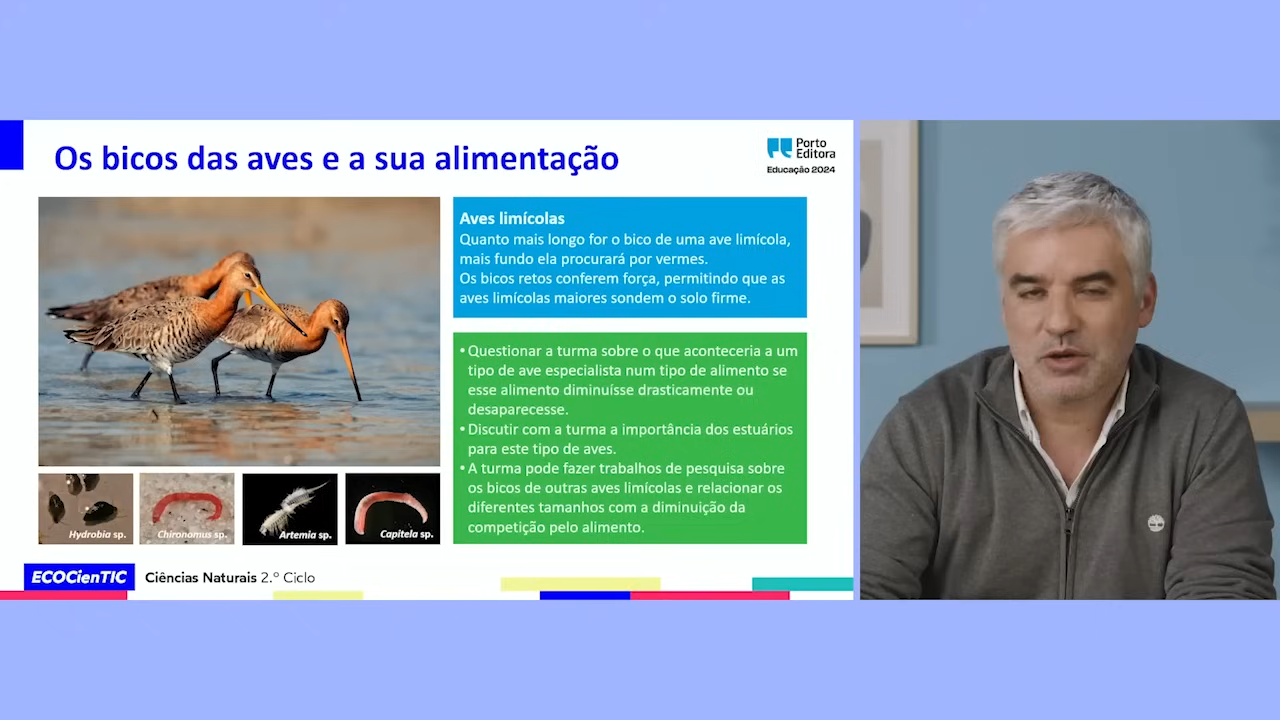 Os bicos das aves e a sua alimentação
Porto
Editora
Educação 2024
Aves limícolas
Quanto mais longo for o bico de uma ave limícola,
mais fundo ela procurará por vermes.
Os bicos retos conferem força, permitindo que as
aves limícolas maiores sondem o solo firme.
• Questionar a turma sobre o que aconteceria a um
tipo de ave especialista num tipo de alimento se
esse alimento diminuísse drasticamente ou
desaparecesse.
• Discutir com a turma a importância dos estuários
para este tipo de aves.
• A turma pode fazer trabalhos de pesquisa sobre
os bicos de outras aves limícolas e relacionar os
diferentes tamanhos com a diminuição da
competição pelo alimento.
Hydrobia sp.
Chironomus sp.
Artemia sp.
Capitela sp.
ECOCienTIC Ciências Naturais 2.º Ciclo